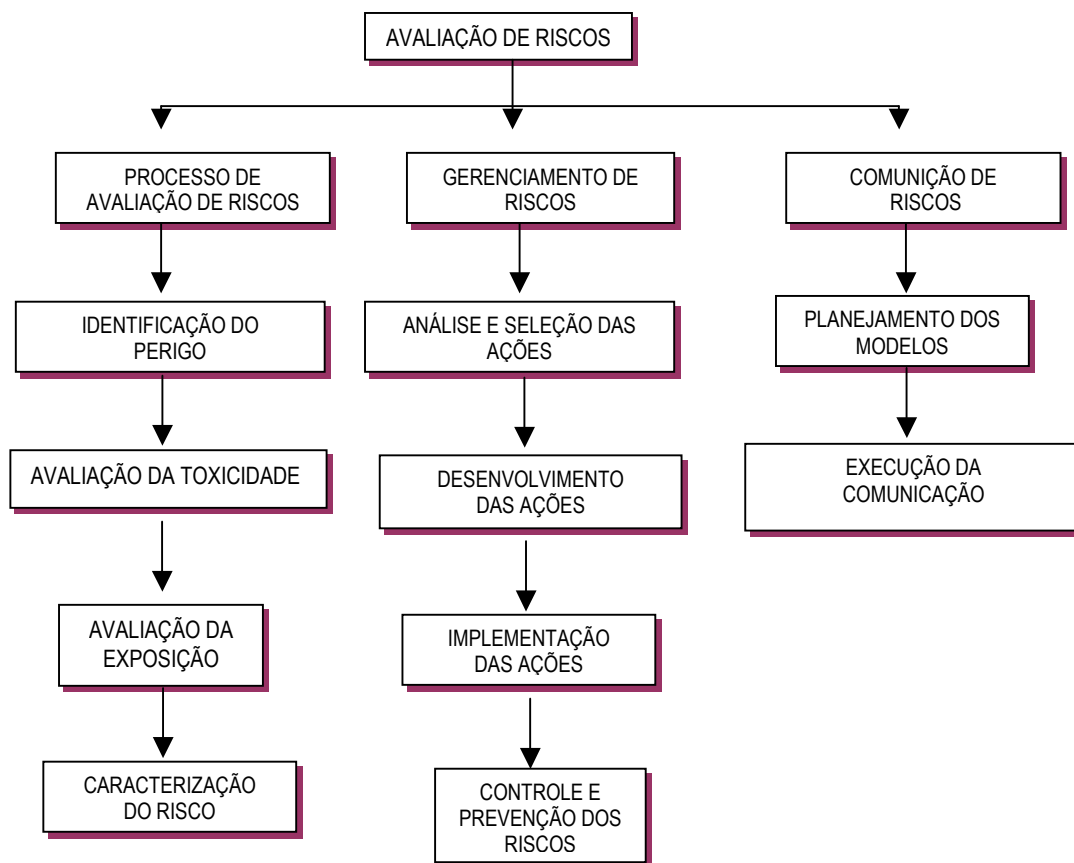 AVALIAÇÃO DE RISCOS
PROCESSO DE
AVALIAÇÃO DE RISCOS
GERENCIAMENTO DE
RISCOS
COMUNIÇÃO DE
RISCOS
IDENTIFICAÇÃO DO
PERIGO
ANÁLISE E SELEÇÃO DAS
AÇÕES
PLANEJAMENTO DOS
MODELOS
AVALIAÇÃO DA TOXICIDADE
DESENVOLVIMENTO
DAS AÇÕES
EXECUÇÃO DA
COMUNICAÇÃO
AVALIAÇÃO DA
EXPOSIÇÃO
IMPLEMENTAÇÃO
DAS AÇÕES
CARACTERIZAÇÃO
DO RISCO
CONTROLE E
PREVENÇÃO DOS
RISCOS